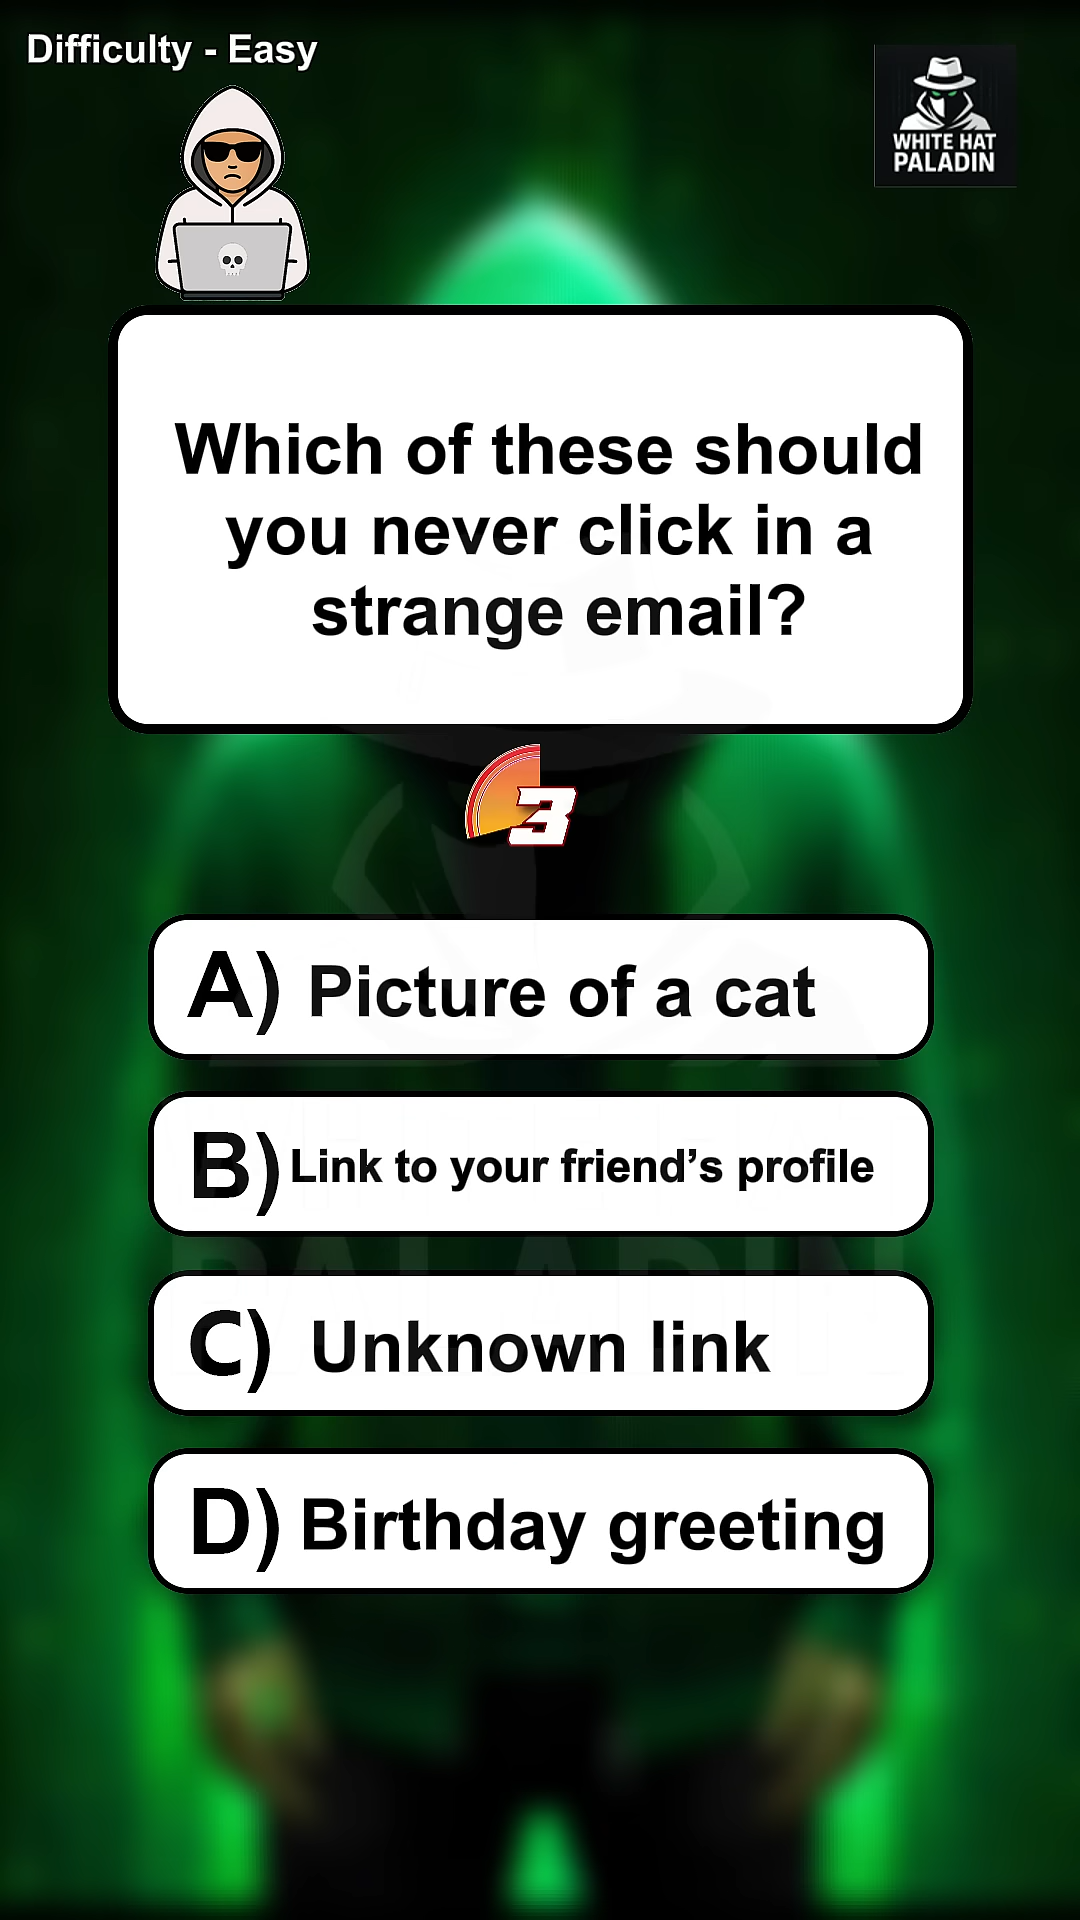 Difficulty - Easy
WHITE HAT
PALADIN
Which of these should
you never click in a
strange email?
3
A) Picture of a cat
B) Link to your friend’s profile
C) Unknown link
D) Birthday greeting
PALADIN